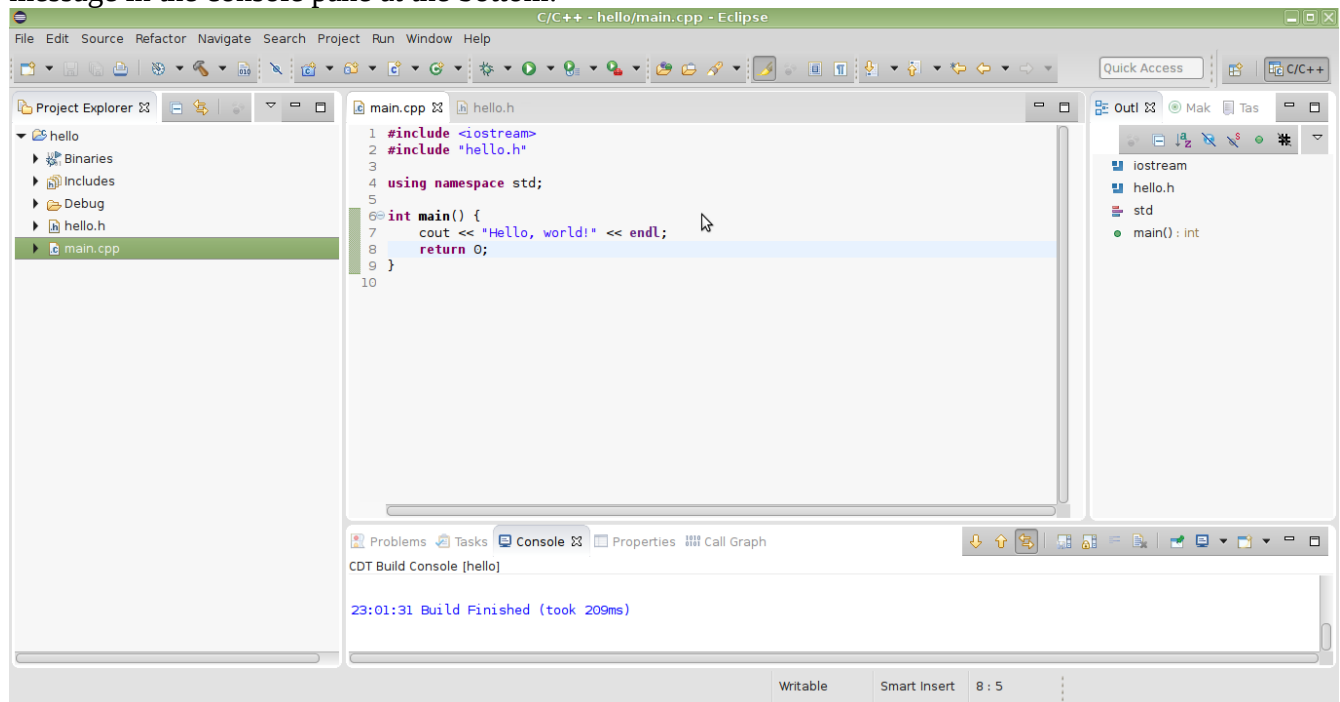 message in the console pane at the bottom.
C/C++ - hello/main.cpp - Eclipse
File Edit Source Refactor Navigate Search Project Run Window Help
Quick Access
C/C++
Project Explorer
main.cpp
hello.h
Outl
Mak
Tas
hello
Binaries
Includes
Debug
hello.h
main.cpp
1 #include <iostream>
2 #include "hello.h"
3
4 using namespace std;
5
6 int main() {
7 cout << "Hello, world!" << endl;
8 return 0;
9 }
10
iostream
hello.h
std
main() : int
Problems Tasks Console Properties Call Graph
CDT Build Console [hello]
23:01:31 Build Finished (took 209ms)
Writable Smart Insert 8 : 5